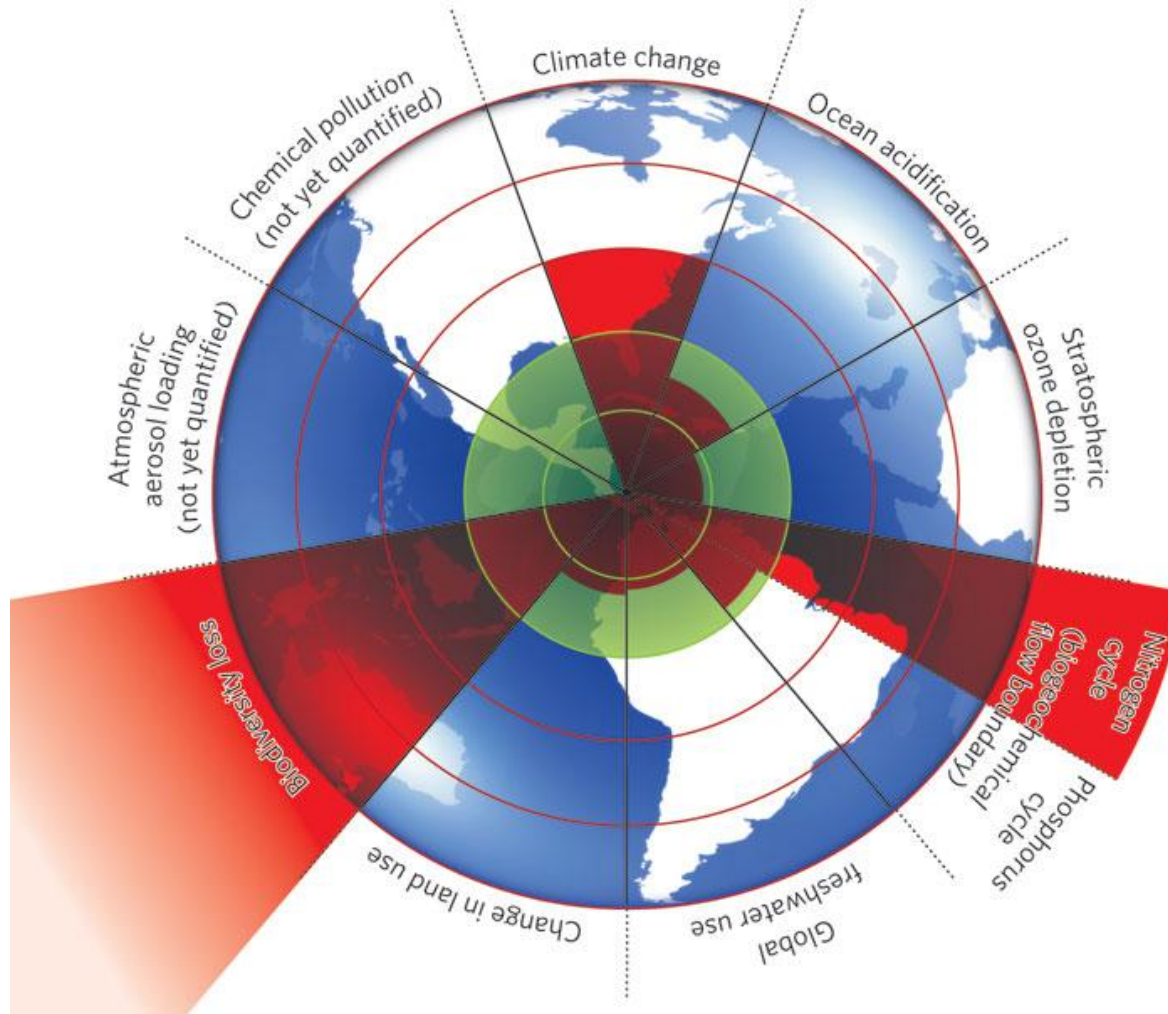 Climate change
Ocean acidification
Stratospheric
ozone depletion
Nitrogen
cycle
(biogeochemical
flow boundary)
Phosphorus
cycle
Global
freshwater use
Change in land use
Biodiversity loss
Atmospheric
aerosol loading
(not yet quantified)
Chemical pollution
(not yet quantified)